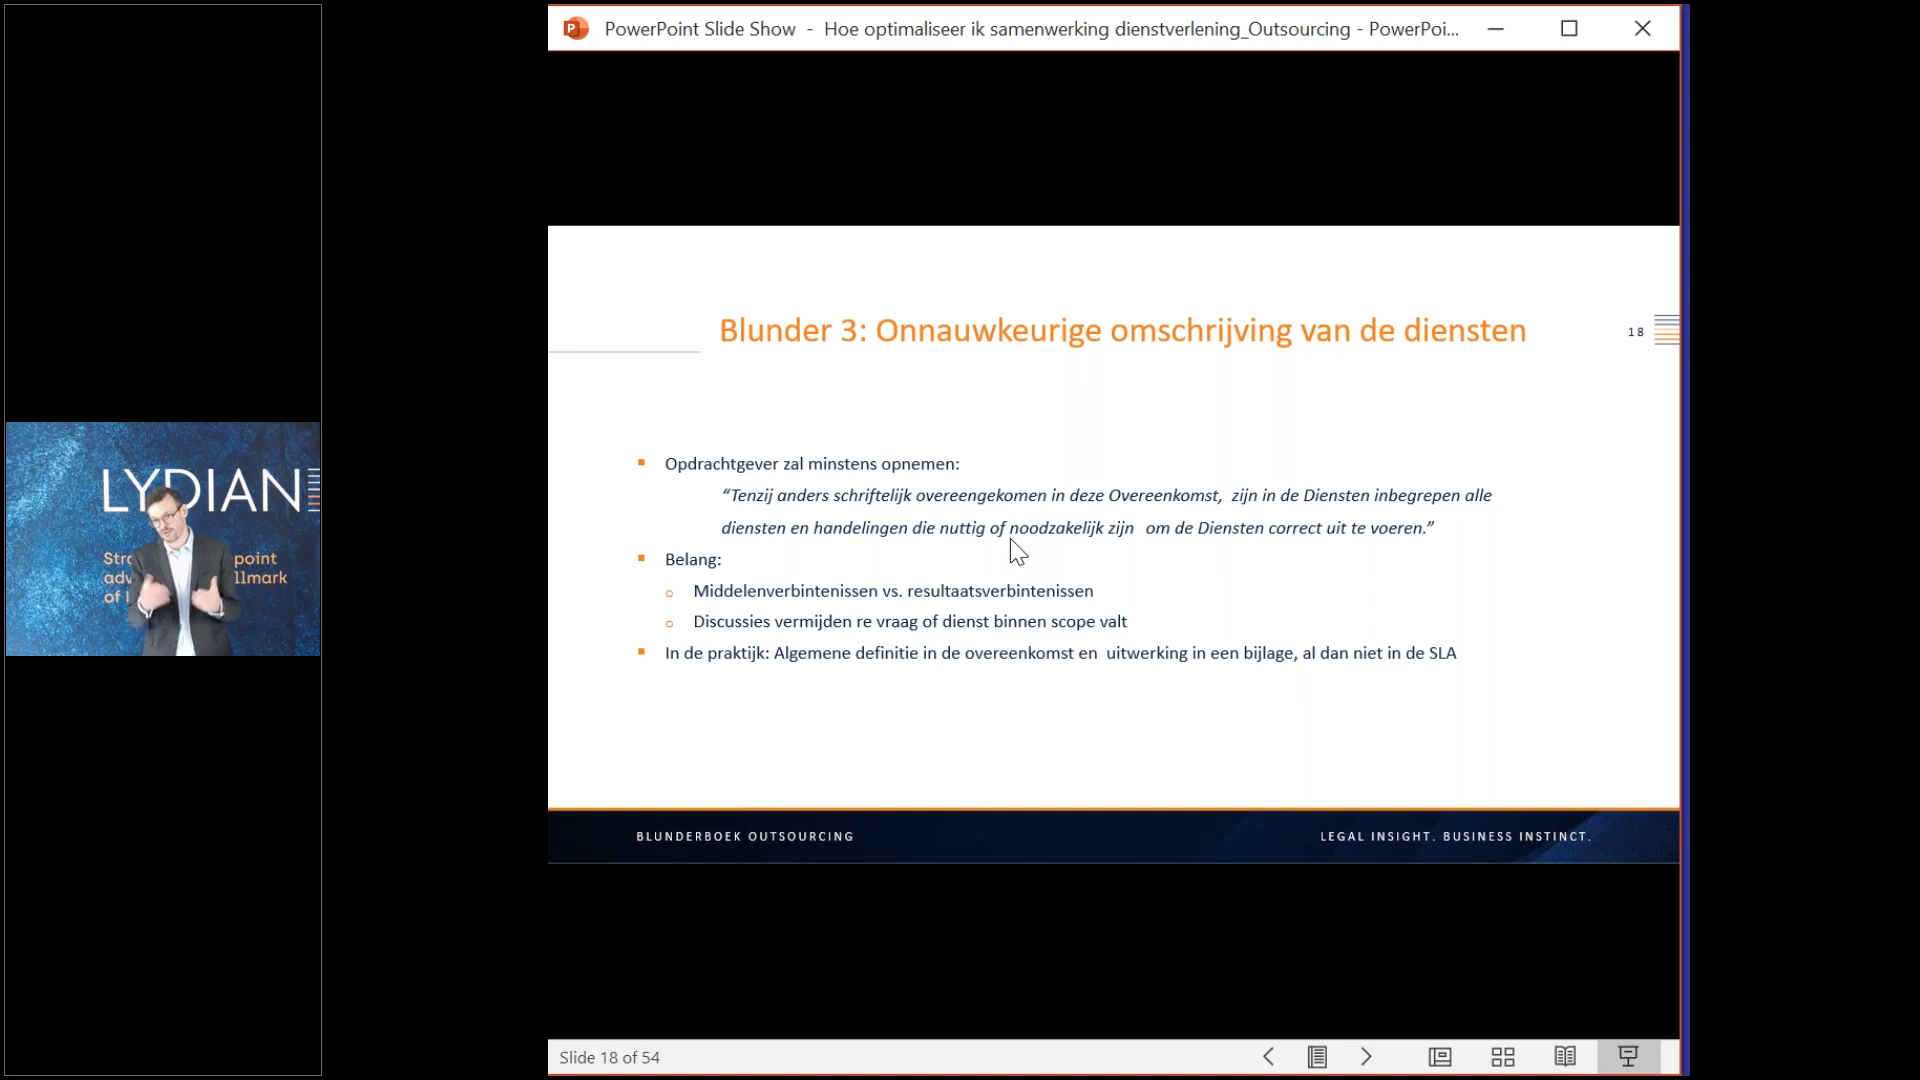 PowerPoint Slide Show - Hoe optimaliseer ik samenwerking dienstverlening_Outsourcing - PowerPoi...
Blunder 3: Onnauwkeurige omschrijving van de diensten
18
Opdrachtgever zal minstens opnemen:
“Tenzij anders schriftelijk overeengekomen in deze Overeenkomst, zijn in de Diensten inbegrepen alle
diensten en handelingen die nuttig of noodzakelijk zijn om de Diensten correct uit te voeren.”
Belang:
Middelenverbintenissen vs. resultaatsverbintenissen
Discussies vermijden re vraag of dienst binnen scope valt
In de praktijk: Algemene definitie in de overeenkomst en uitwerking in een bijlage, al dan niet in de SLA
BLUNDERBOEK OUTSOURCING
LEGAL INSIGHT. BUSINESS INSTINCT.
Slide 18 of 54
LYDIAN
point
of